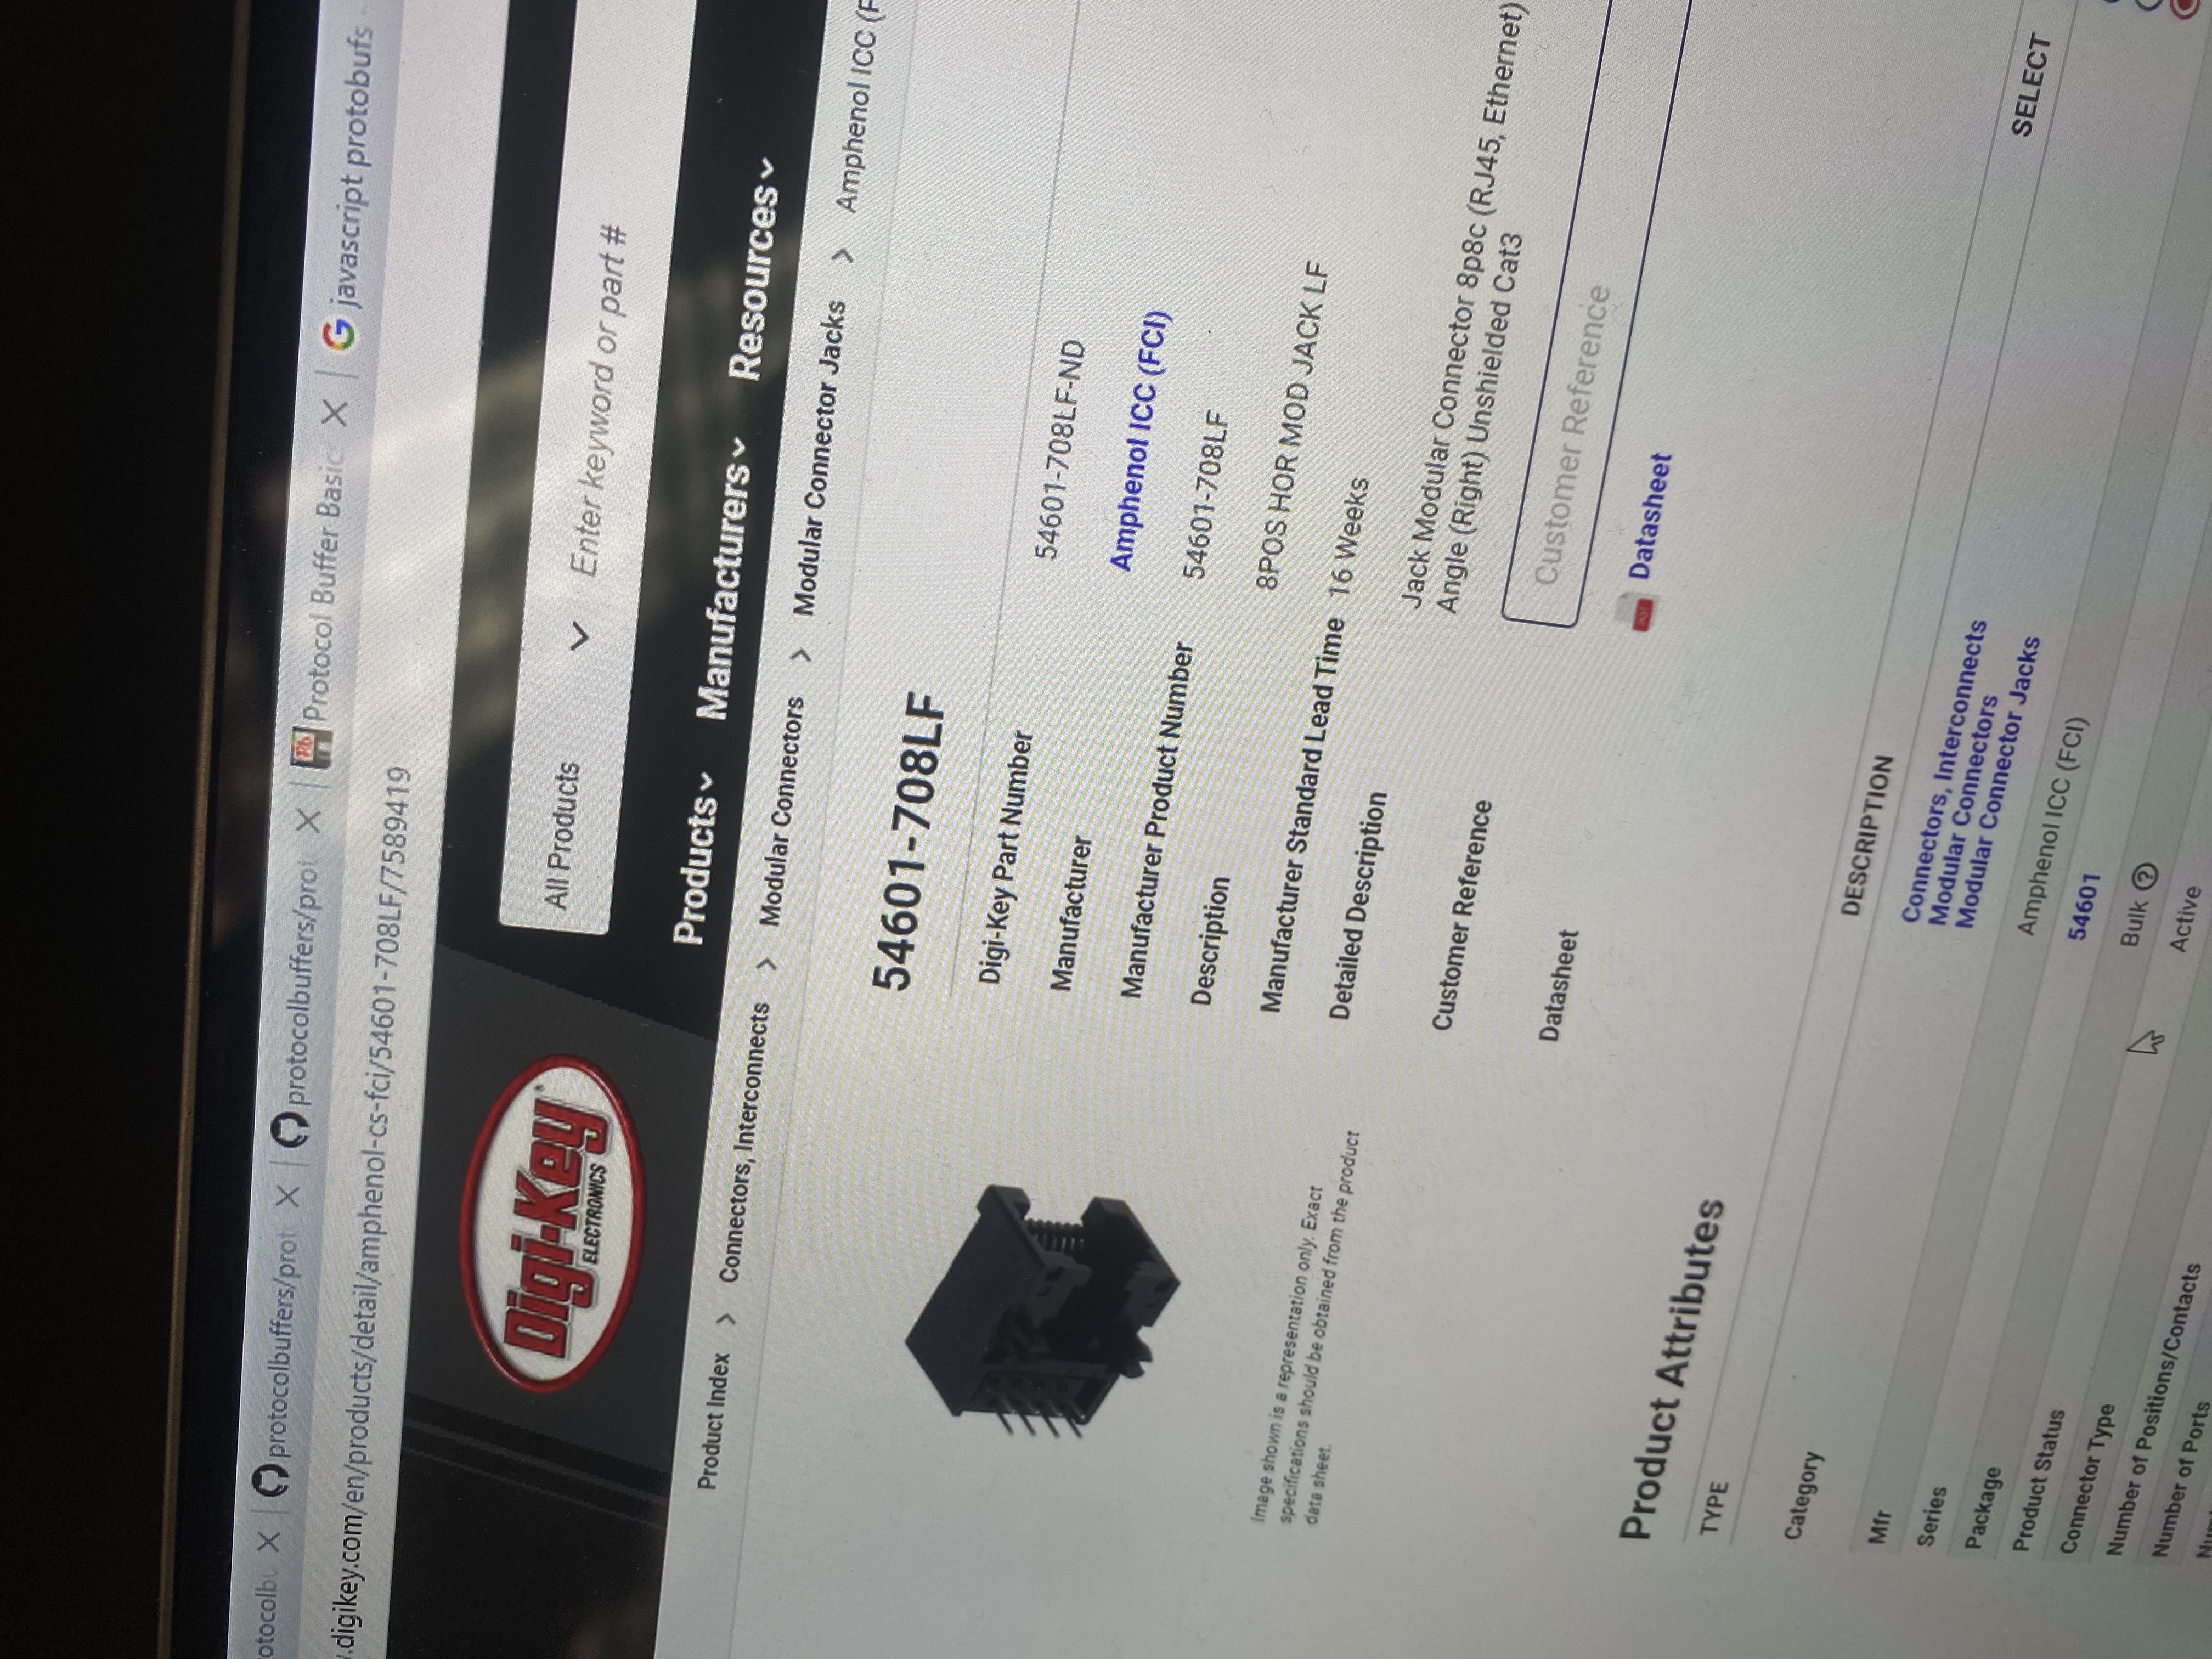 otocolb
protocolbuffers/prot
protocolbuffers/prot
Protocol Buffer Basic
javascript protobufs
.digikey.com/en/products/detail/amphenol-cs-fci/54601-708LF/7589419
Digi-Key
ELECTRONICS
All Products
Enter keyword or part #
Products
Manufacturers
Resources
Product Index > Connectors, Interconnects > Modular Connectors > Modular Connector Jacks > Amphenol ICC (F
54601-708LF
Digi-Key Part Number
54601-708LF-ND
Manufacturer
Amphenol ICC (FCI)
Manufacturer Product Number
54601-708LF
Description
8POS HOR MOD JACK LF
Manufacturer Standard Lead Time
16 Weeks
Detailed Description
Jack Modular Connector 8p8c (RJ45, Ethernet)
Angle (Right) Unshielded Cat3
Customer Reference
Customer Reference
Datasheet
Datasheet
Image shown is a representation only. Exact
specifications should be obtained from the product
data sheet.
Product Attributes
TYPE
DESCRIPTION
SELECT
Category
Connectors, Interconnects
Modular Connectors
Modular Connector Jacks
Mfr
Amphenol ICC (FCI)
Series
54601
Package
Bulk
Product Status
Active
Connector Type
Number of Positions/Contacts
Number of Ports